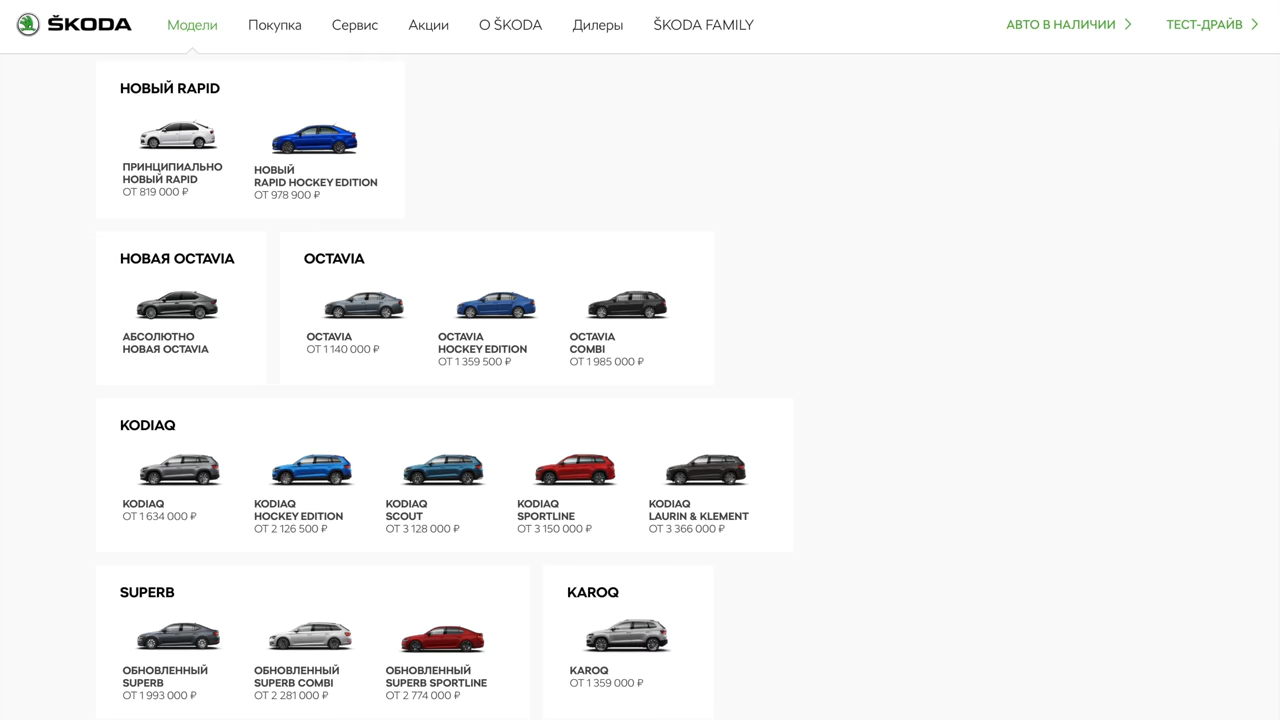 ŠKODA
Модели
Покупка
Сервис
Акции
О ŠKODA
Дилеры
ŠKODA FAMILY
АВТО В НАЛИЧИИ
ТЕСТ-ДРАЙВ
НОВЫЙ RAPID
ПРИНЦИПИАЛЬНО
НОВЫЙ RAPID
ОТ 819 000 ₽
НОВЫЙ
RAPID HOCKEY EDITION
ОТ 978 900 ₽
НОВАЯ OCTAVIA
АБСОЛЮТНО
НОВАЯ OCTAVIA
OCTAVIA
OCTAVIA
ОТ 1 140 000 ₽
OCTAVIA
HOCKEY EDITION
ОТ 1 359 500 ₽
OCTAVIA
COMBI
ОТ 1 985 000 ₽
KODIAQ
KODIAQ
ОТ 1 634 000 ₽
KODIAQ
HOCKEY EDITION
ОТ 2 126 500 ₽
KODIAQ
SCOUT
ОТ 3 128 000 ₽
KODIAQ
SPORTLINE
ОТ 3 150 000 ₽
KODIAQ
LAURIN & KLEMENT
ОТ 3 366 000 ₽
SUPERB
ОБНОВЛЕННЫЙ
SUPERB
ОТ 1 993 000 ₽
ОБНОВЛЕННЫЙ
SUPERB COMBI
ОТ 2 281 000 ₽
ОБНОВЛЕННЫЙ
SUPERB SPORTLINE
ОТ 2 774 000 ₽
KAROQ
KAROQ
ОТ 1 359 000 ₽